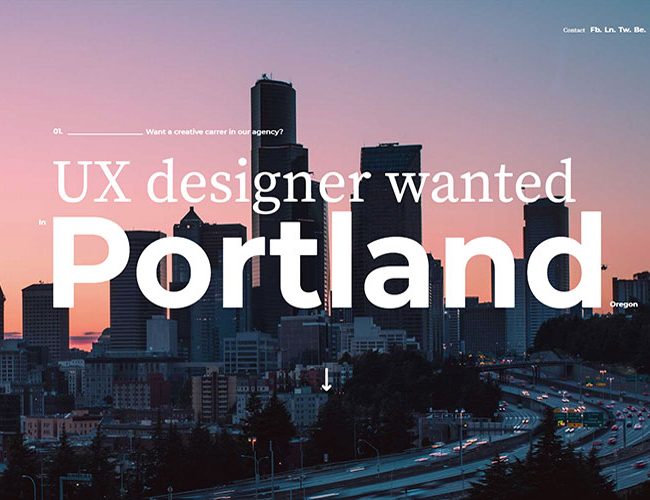 Contact Fb. Ln. Tw. Be.
01. Want a creative carrer in our agency?
UX designer wanted
In
Portland
Oregon